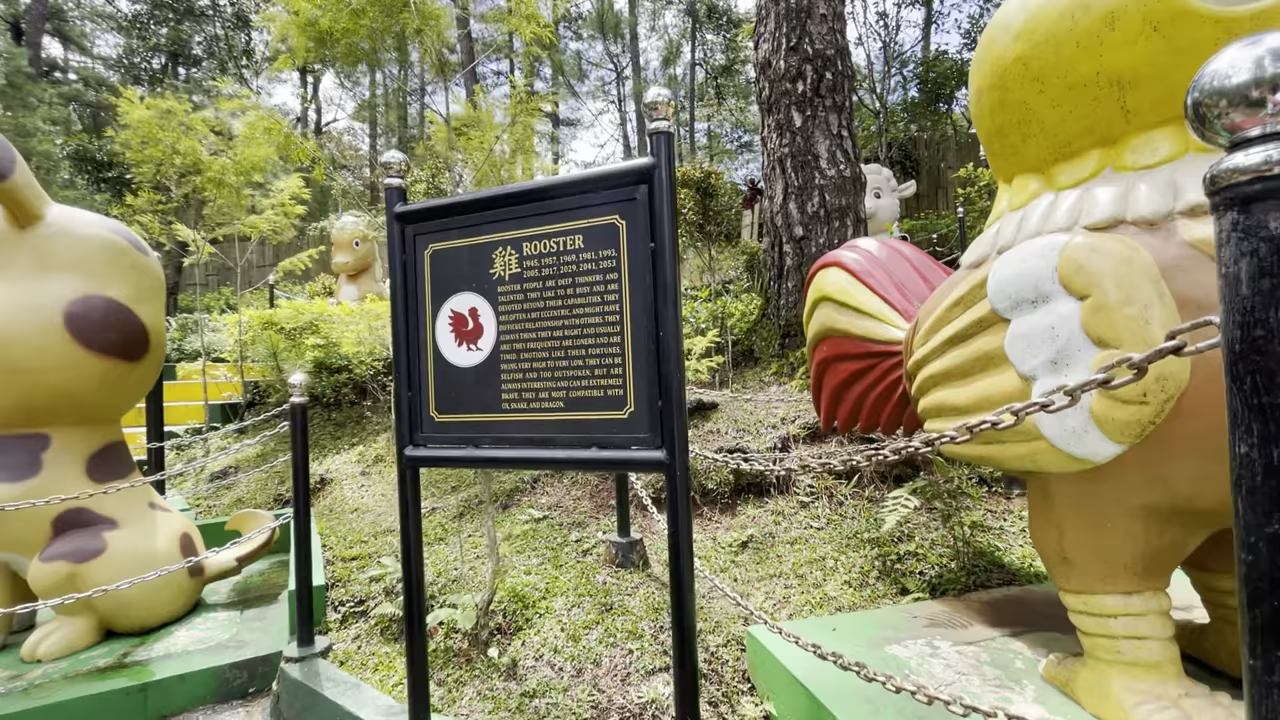 雞 ROOSTER
1945, 1957, 1969, 1981, 1993,
2005, 2017, 2029, 2041, 2053
ROOSTER PEOPLE ARE DEEP THINKERS AND
TALENTED. THEY LIKE TO BE BUSY AND ARE
DEVOTED BEYOND THEIR CAPABILITIES. THEY
ARE OFTEN A BIT ECCENTRIC, AND MIGHT HAVE
DIFFICULT RELATIONSHIP WITH OTHERS. THEY
ALWAYS THINK THEY ARE RIGHT AND USUALLY
ARE! THEY FREQUENTLY ARE LONERS AND ARE
TIMID. EMOTIONS LIKE THEIR FORTUNES,
SWING VERY HIGH TO VERY LOW. THEY CAN BE
SELFISH AND TOO OUTSPOKEN, BUT ARE
ALWAYS INTERESTING AND CAN BE EXTREMELY
BRAVE. THEY ARE MOST COMPATIBLE WITH
OX, SNAKE, AND DRAGON.